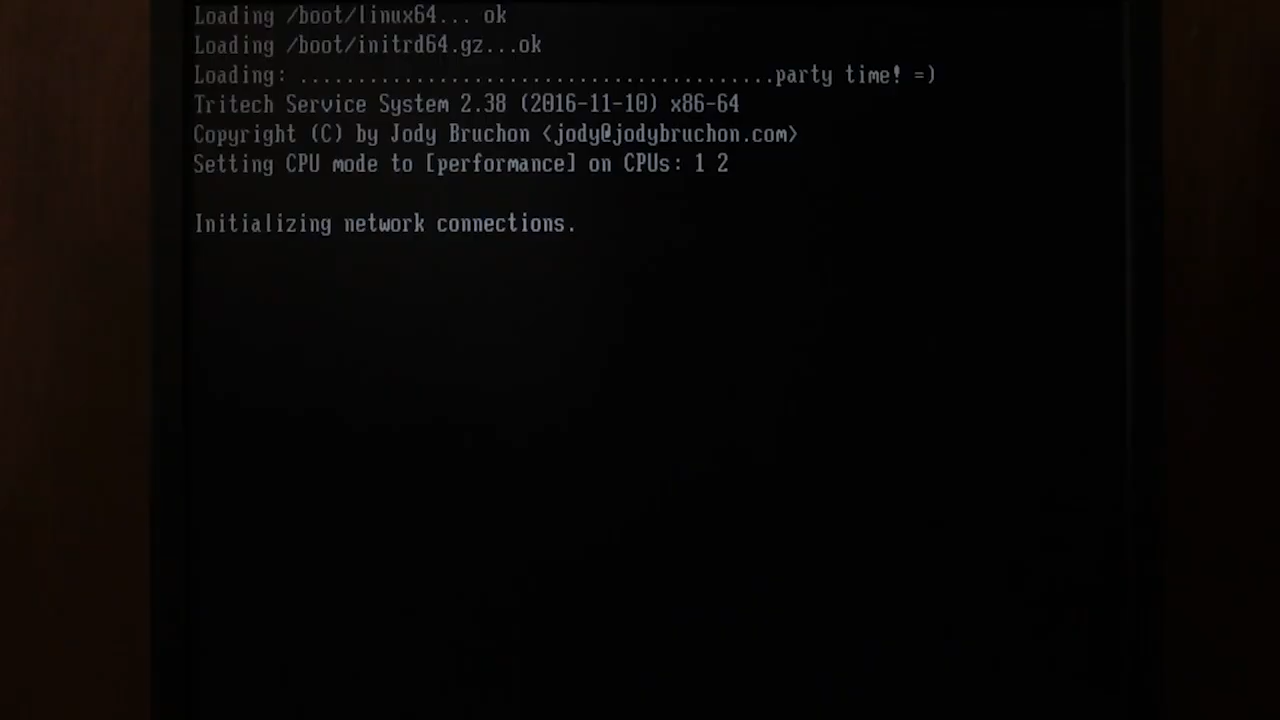 Loading /boot/linux64... ok
Loading /boot/initrd64.gz...ok
Loading: .........................................party time! =)
Tritech Service System 2.38 (2016-11-10) x86-64
Copyright (C) by Jody Bruchon <jody@jodybruchon.com>
Setting CPU mode to [performance] on CPUs: 1 2
Initializing network connections.